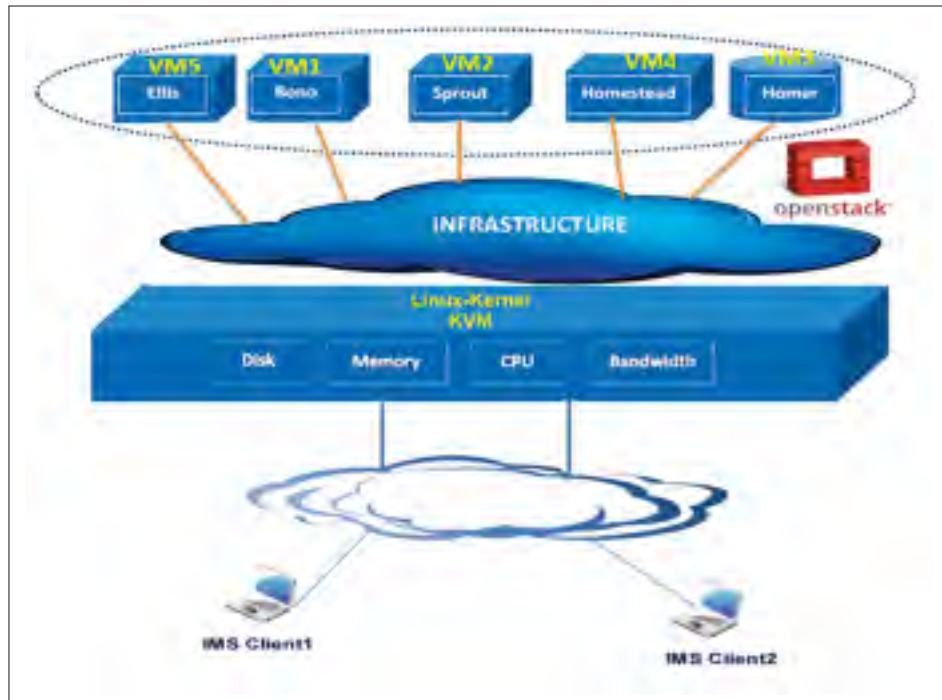 VM5
VM1
VM2
VM4
VM3
Ellis
Bono
Sprout
Homestead
Homer
openstack
INFRASTRUCTURE
Linux-Kernel
KVM
Disk
Memory
CPU
Bandwidth
IMS Client1
IMS Client2